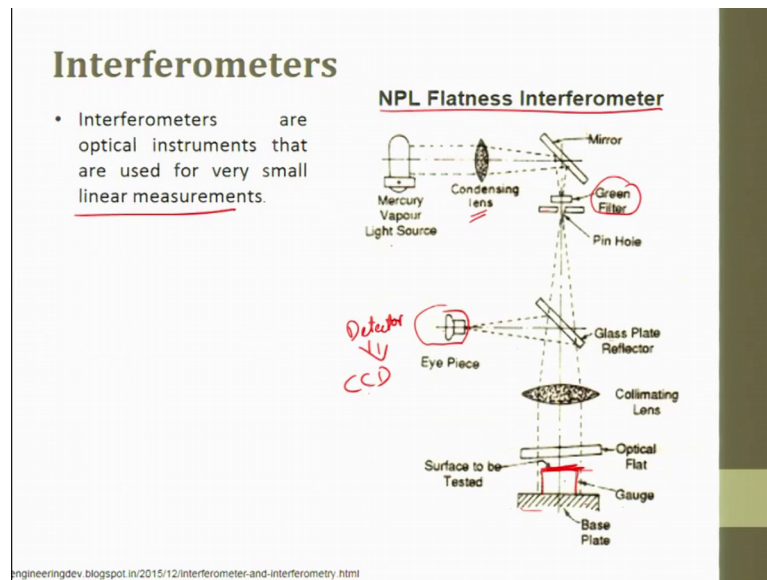 Interferometers
• Interferometers are
optical instruments that
are used for very small
linear measurements.
NPL Flatness Interferometer
Mirror
Mercury
Vapour
Light Source
Condensing
lens
Green
Filter
Pin Hole
Detector
CCD
Eye Piece
Glass Plate
Reflector
Collimating
Lens
Optical
Flat
Surface to be
Tested
Gauge
Base
Plate
engineeringdev.blogspot.in/2015/12/interferometer-and-interferometry.html